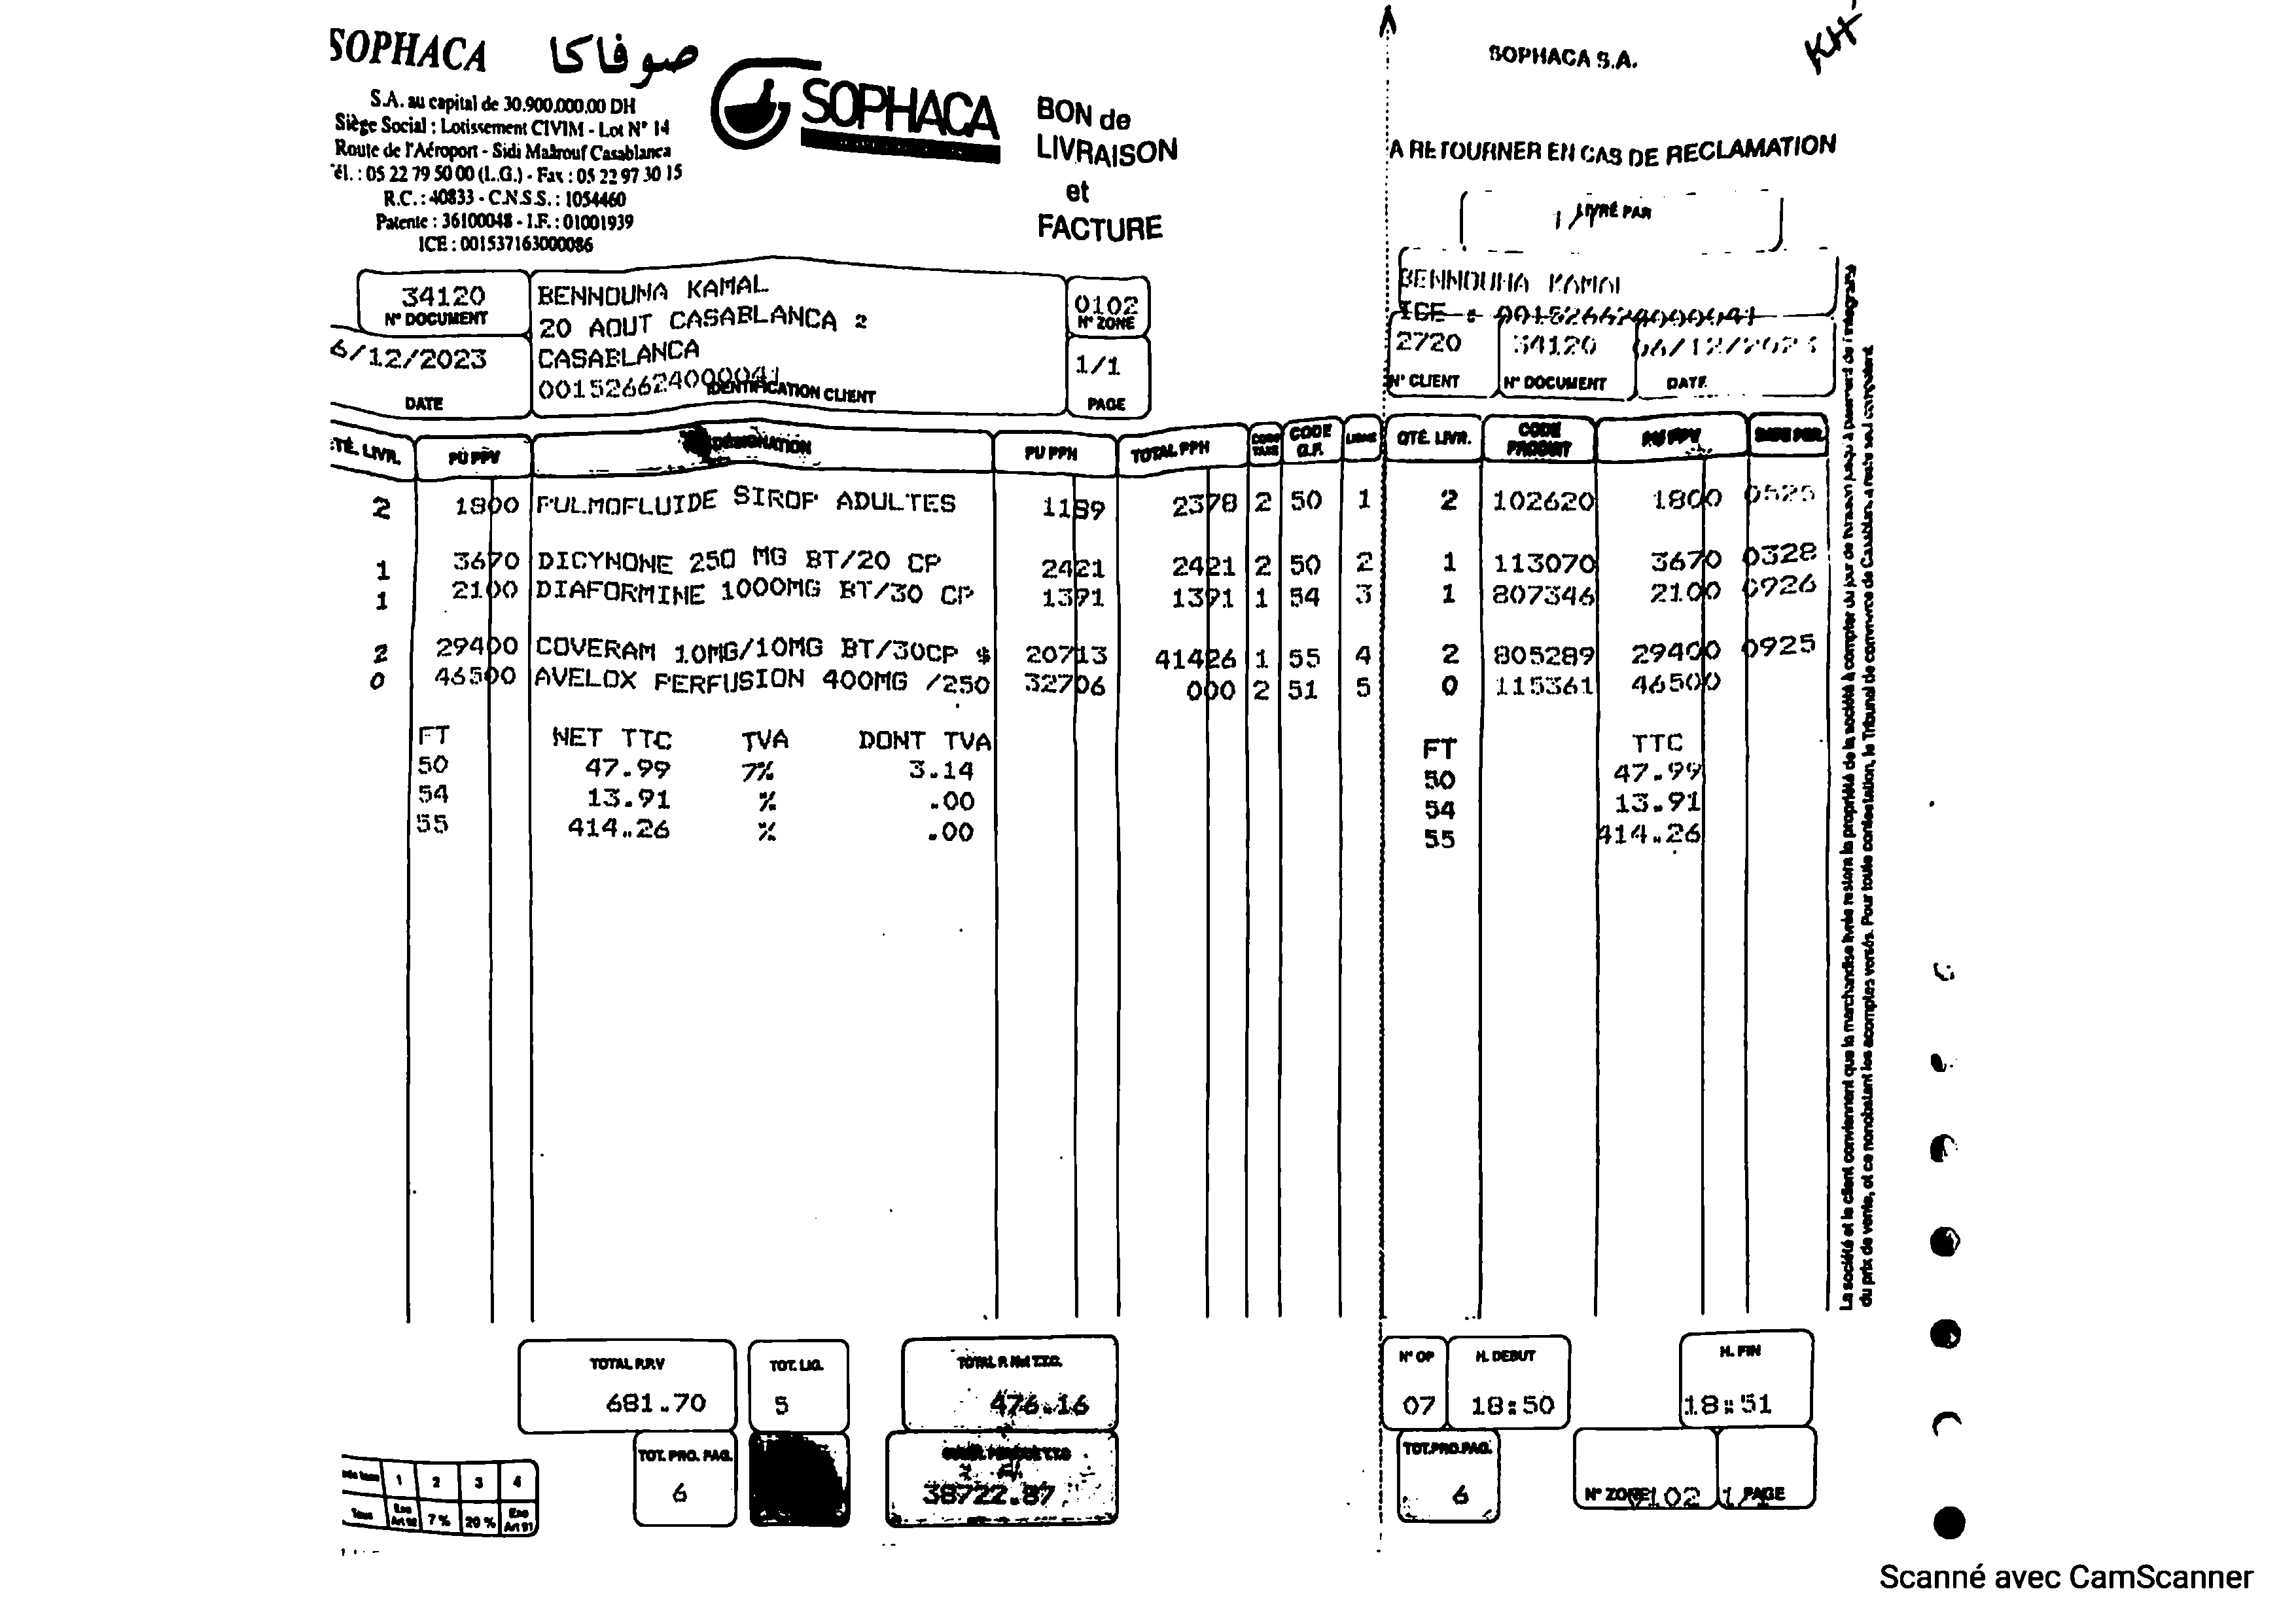 SOPHACA صوفاكا
S.A. au capital de 30.900.000.00 DH
Siège Social : Lotissement CIVIM - Lot N° 14
Route de l'Aéroport - Sidi Maârouf Casablanca
Tél. : 05 22 79 50 00 (L.G.) - Fax : 05 22 97 30 15
R.C. : 40833 - C.N.S.S. : 1054460
Patente : 36100048 - I.F. : 01001939
ICE : 001537163000086
SOPHACA
BON de
LIVRAISON
et
FACTURE
34120
N° DOCUMENT
6/12/2023
DATE
BENNOUNA KAMAL
20 AOUT CASABLANCA 2
CASABLANCA
001526624000041
IDENTIFICATION CLIENT
0102
N° ZONE
1/1
PAGE
TÉ. LIVR. PU PPV DÉSIGNATION PU PPH TOTAL PPH CODE TAXE CODE G.F. LIGNE
2 1800 PULMOFLUIDE SIROP ADULTES 1189 2378 2 50 1
1 3670 DICYNONE 250 MG BT/20 CP 2421 2421 2 50 2
1 2100 DIAFORMINE 1000MG BT/30 CP 1391 1391 1 54 3
2 29400 COVERAM 10MG/10MG BT/30CP $ 20713 41426 1 55 4
0 46500 AVELOX PERFUSION 400MG /250 32706 000 2 51 5
FT NET TTC TVA DONT TVA
50 47.99 7% 3.14
54 13.91 % .00
55 414.26 % .00
TOTAL P.P.V
681.70
TOT. LIG.
5
TOTAL P. Net T.T.C.
476.16
TOT. PRO. PAG.
6
38722.87
1 2 3 4
Taux Exo Art 92 7 % 20 % Exo Art 91
SOPHACA S.A.
KH
A RETOURNER EN CAS DE RECLAMATION
LIVRÉ PAR
BENNOUNA KAMAL
ICE : 001526624000041
2720 34120 06/12/2023
N° CLIENT N° DOCUMENT DATE
QTÉ. LIVR. CODE PRODUIT PU PPV DATE PER.
2 102620 1800 0525
1 113070 3670 0328
1 807346 2100 0926
2 805289 29400 0925
0 115361 46500
FT TTC
50 47.99
54 13.91
55 414.26
N° OP H. DEBUT H. FIN
07 18:50 18:51
TOT.PRO.PAG.
6
N° ZONE 0102 1/1 PAGE
La société et le client conviennent que la marchandise livrée restera la propriété de la société à compter du jour de livraison jusqu'à paiement de l'intégrant
du prix de vente, et ce nonobstant les acomptes versés. Pour toute contestation, le Tribunal de commerce de Casablanca reste seul compétent.
Scanné avec CamScanner